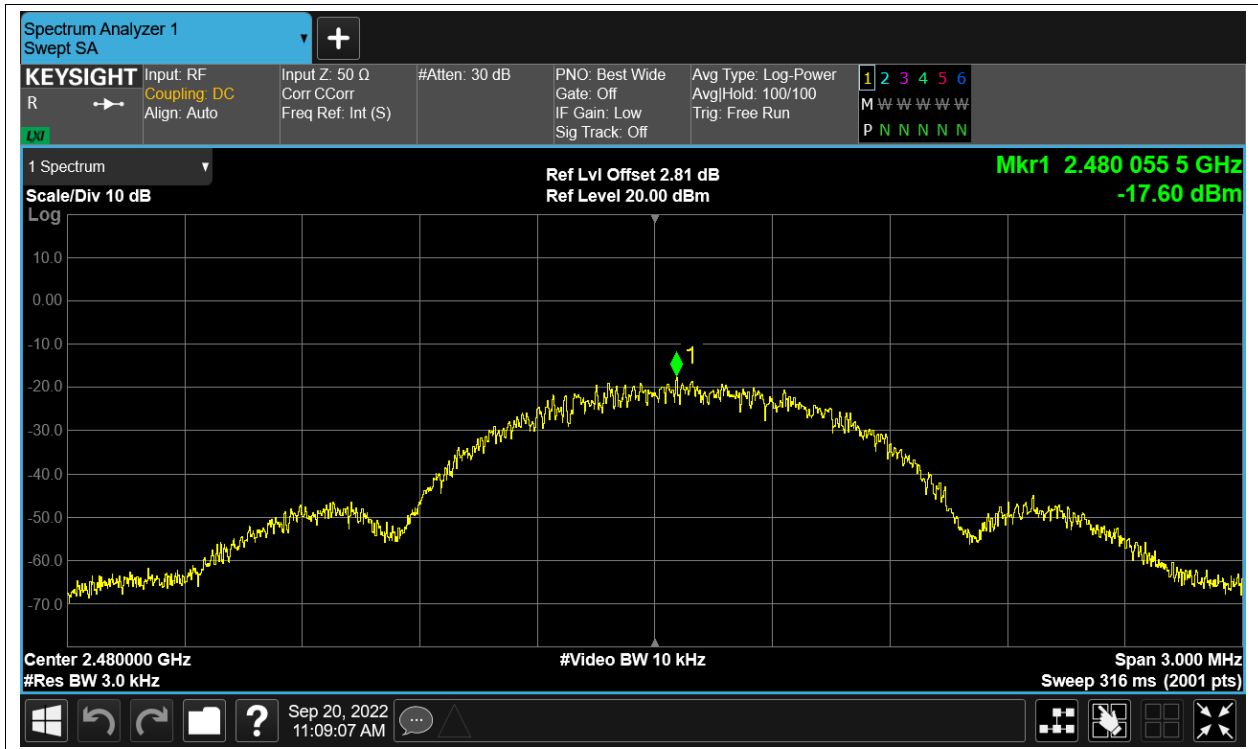 Spectrum Analyzer 1
Swept SA
+
KEYSIGHT
R
LXI
Input: RF
Coupling: DC
Align: Auto
Input Z: 50 Ω
Corr CCorr
Freq Ref: Int (S)
#Atten: 30 dB
PNO: Best Wide
Gate: Off
IF Gain: Low
Sig Track: Off
Avg Type: Log-Power
Avg|Hold: 100/100
Trig: Free Run
1 2 3 4 5 6
M W W W W W W
P N N N N N
1 Spectrum
Scale/Div 10 dB
Ref Lvl Offset 2.81 dB
Ref Level 20.00 dBm
Mkr1 2.480 055 5 GHz
-17.60 dBm
Log
10.0
0.00
-10.0
-20.0
-30.0
-40.0
-50.0
-60.0
-70.0
1
Center 2.480000 GHz
#Res BW 3.0 kHz
#Video BW 10 kHz
Span 3.000 MHz
Sweep 316 ms (2001 pts)
?
Sep 20, 2022
11:09:07 AM